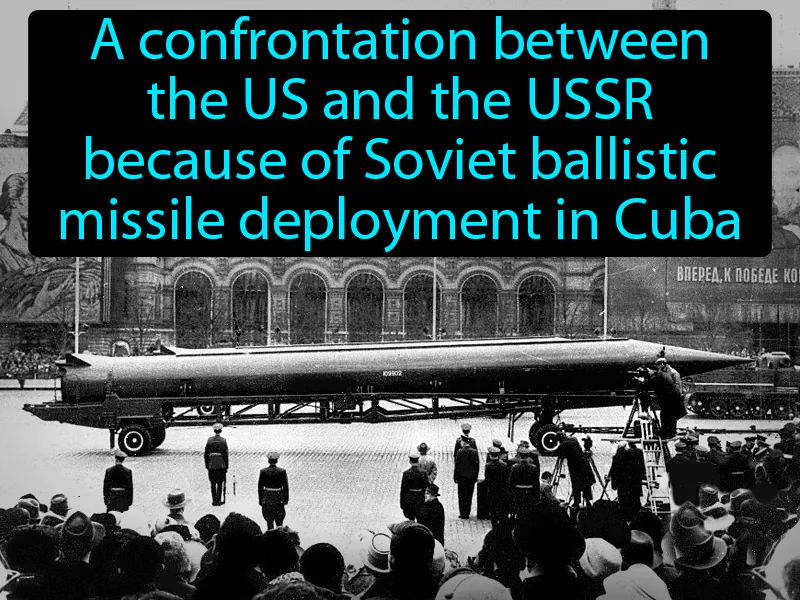 A confrontation between
the US and the USSR
because of Soviet ballistic
missile deployment in Cuba
ВПЕРЕД, К ПОБЕДЕ